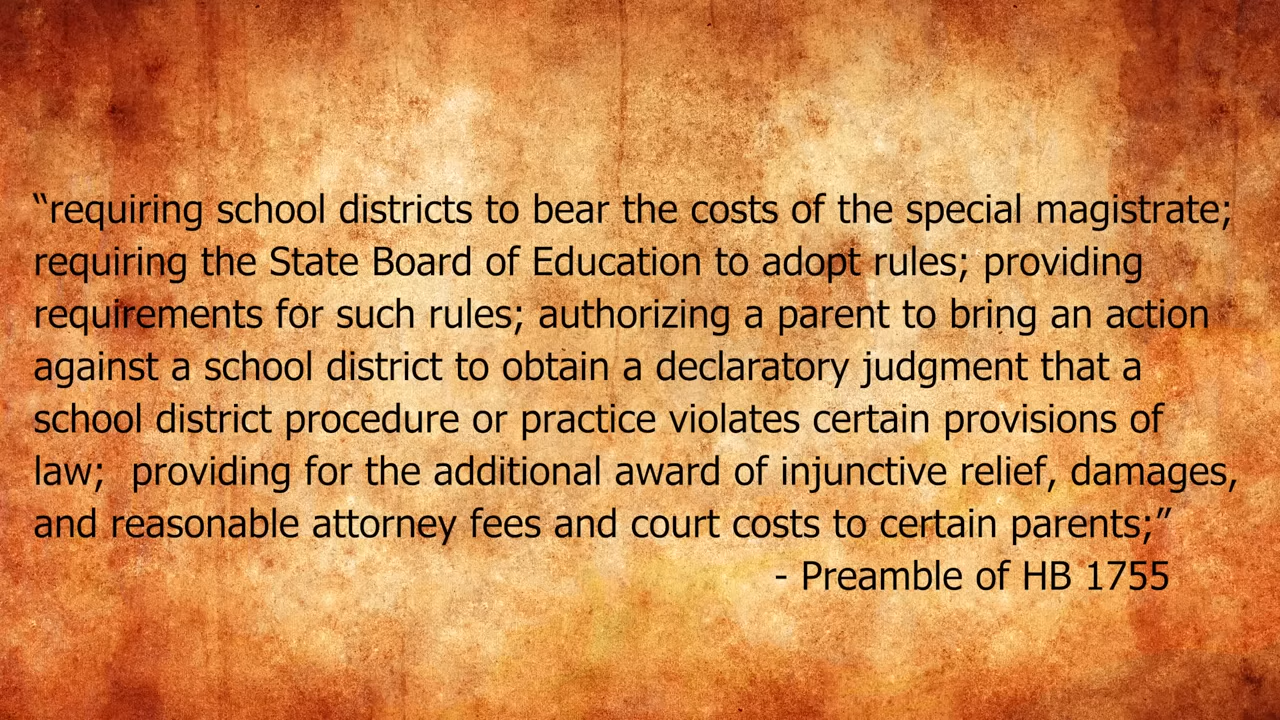 “requiring school districts to bear the costs of the special magistrate;
requiring the State Board of Education to adopt rules; providing
requirements for such rules; authorizing a parent to bring an action
against a school district to obtain a declaratory judgment that a
school district procedure or practice violates certain provisions of
law;  providing for the additional award of injunctive relief, damages,
and reasonable attorney fees and court costs to certain parents;”
- Preamble of HB 1755